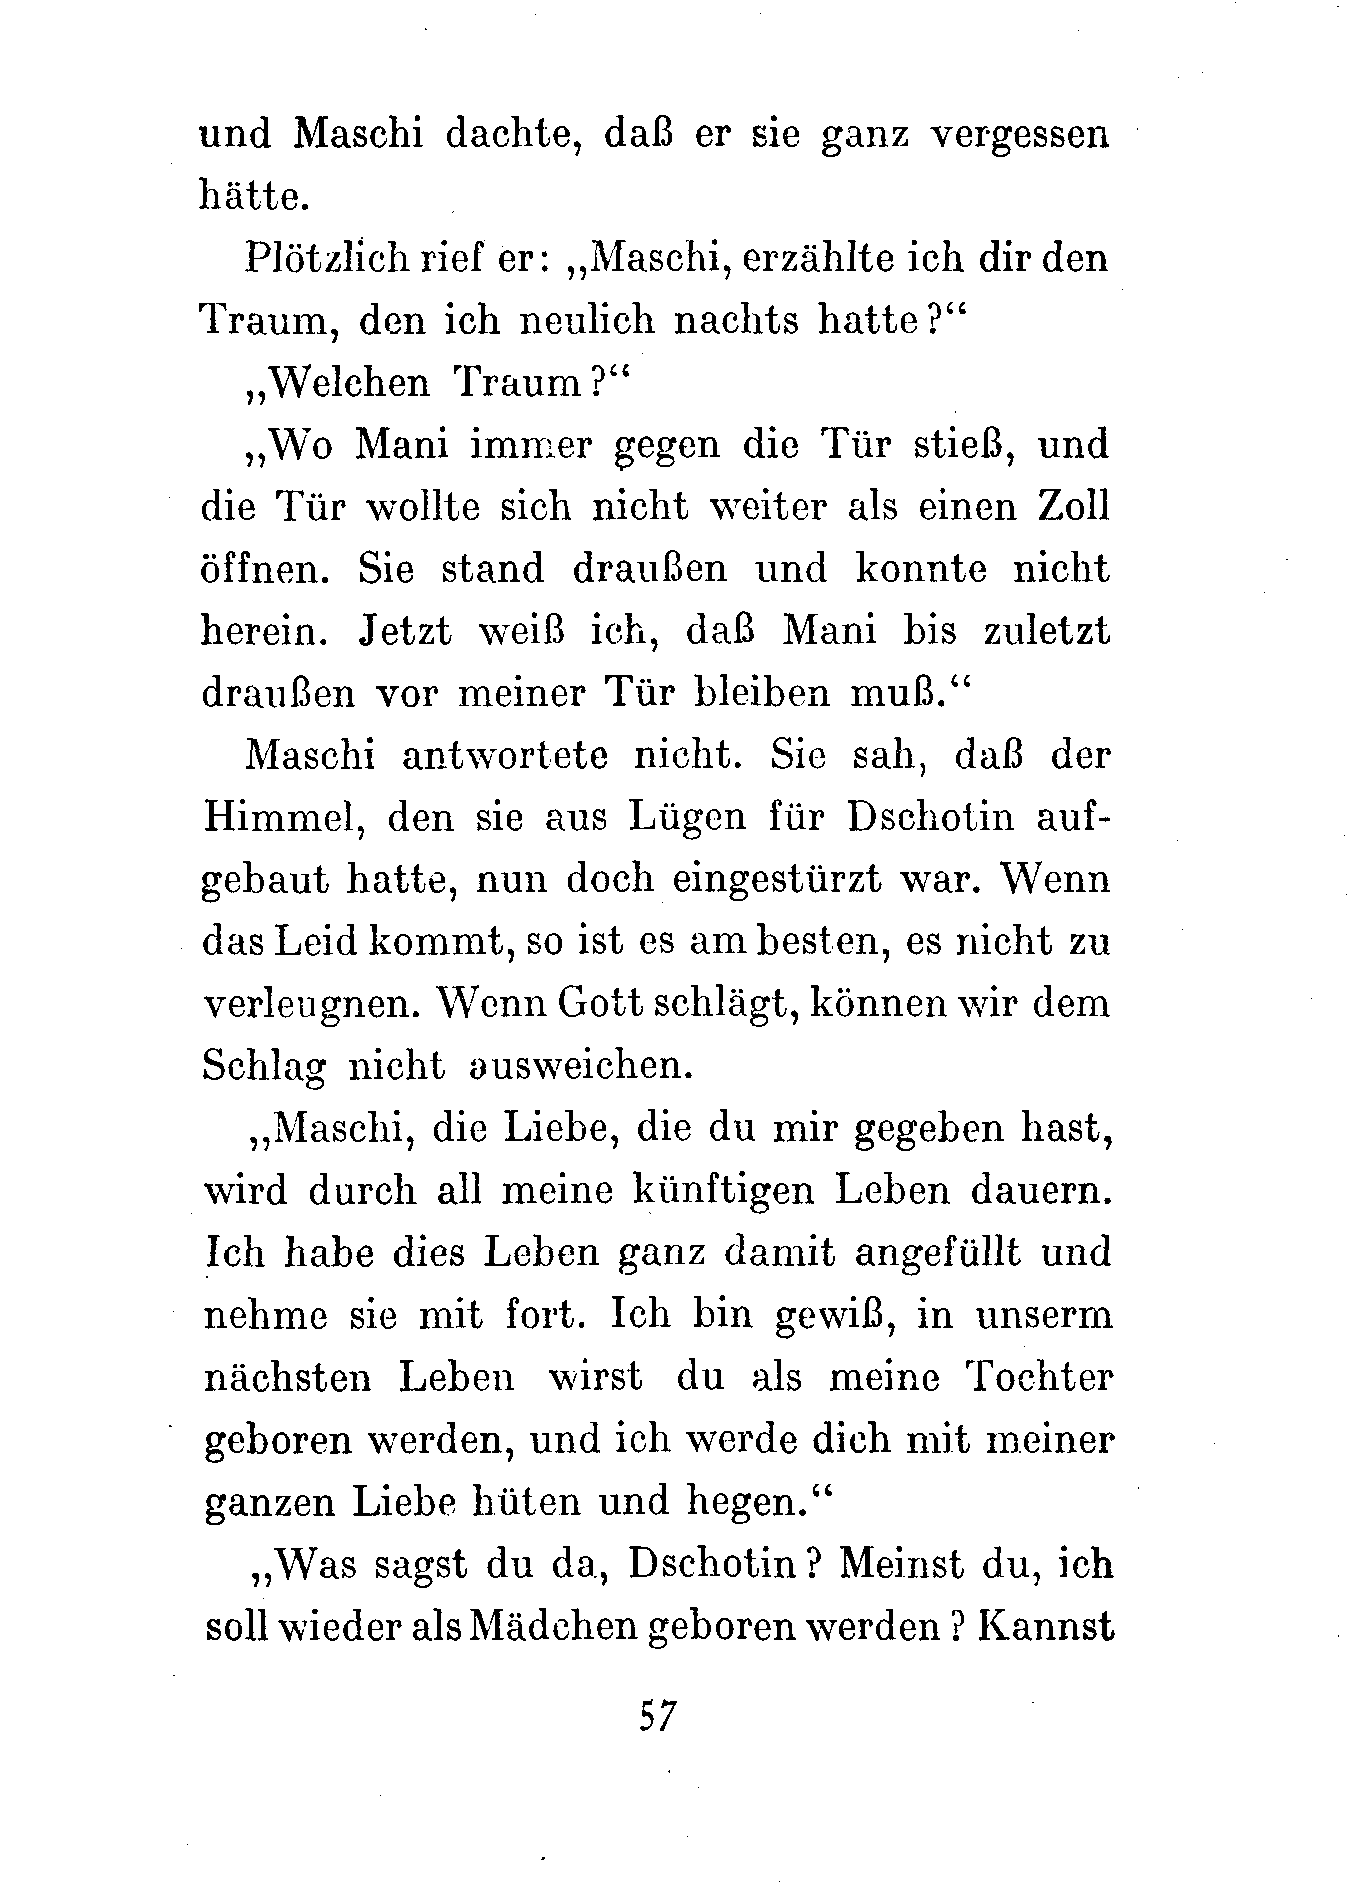 und Maschi dachte, daß er sie ganz vergessen
hätte.
Plötzlich rief er: „Maschi, erzählte ich dir den
Traum, den ich neulich nachts hatte?“
„Welchen Traum?“
„Wo Mani immer gegen die Tür stieß, und
die Tür wollte sich nicht weiter als einen Zoll
öffnen. Sie stand draußen und konnte nicht
herein. Jetzt weiß ich, daß Mani bis zuletzt
draußen vor meiner Tür bleiben muß.“
Maschi antwortete nicht. Sie sah, daß der
Himmel, den sie aus Lügen für Dschotin auf-
gebaut hatte, nun doch eingestürzt war. Wenn
das Leid kommt, so ist es am besten, es nicht zu
verleugnen. Wenn Gott schlägt, können wir dem
Schlag nicht ausweichen.
„Maschi, die Liebe, die du mir gegeben hast,
wird durch all meine künftigen Leben dauern.
Ich habe dies Leben ganz damit angefüllt und
nehme sie mit fort. Ich bin gewiß, in unserm
nächsten Leben wirst du als meine Tochter
geboren werden, und ich werde dich mit meiner
ganzen Liebe hüten und hegen.“
„Was sagst du da, Dschotin? Meinst du, ich
soll wieder als Mädchen geboren werden? Kannst
57